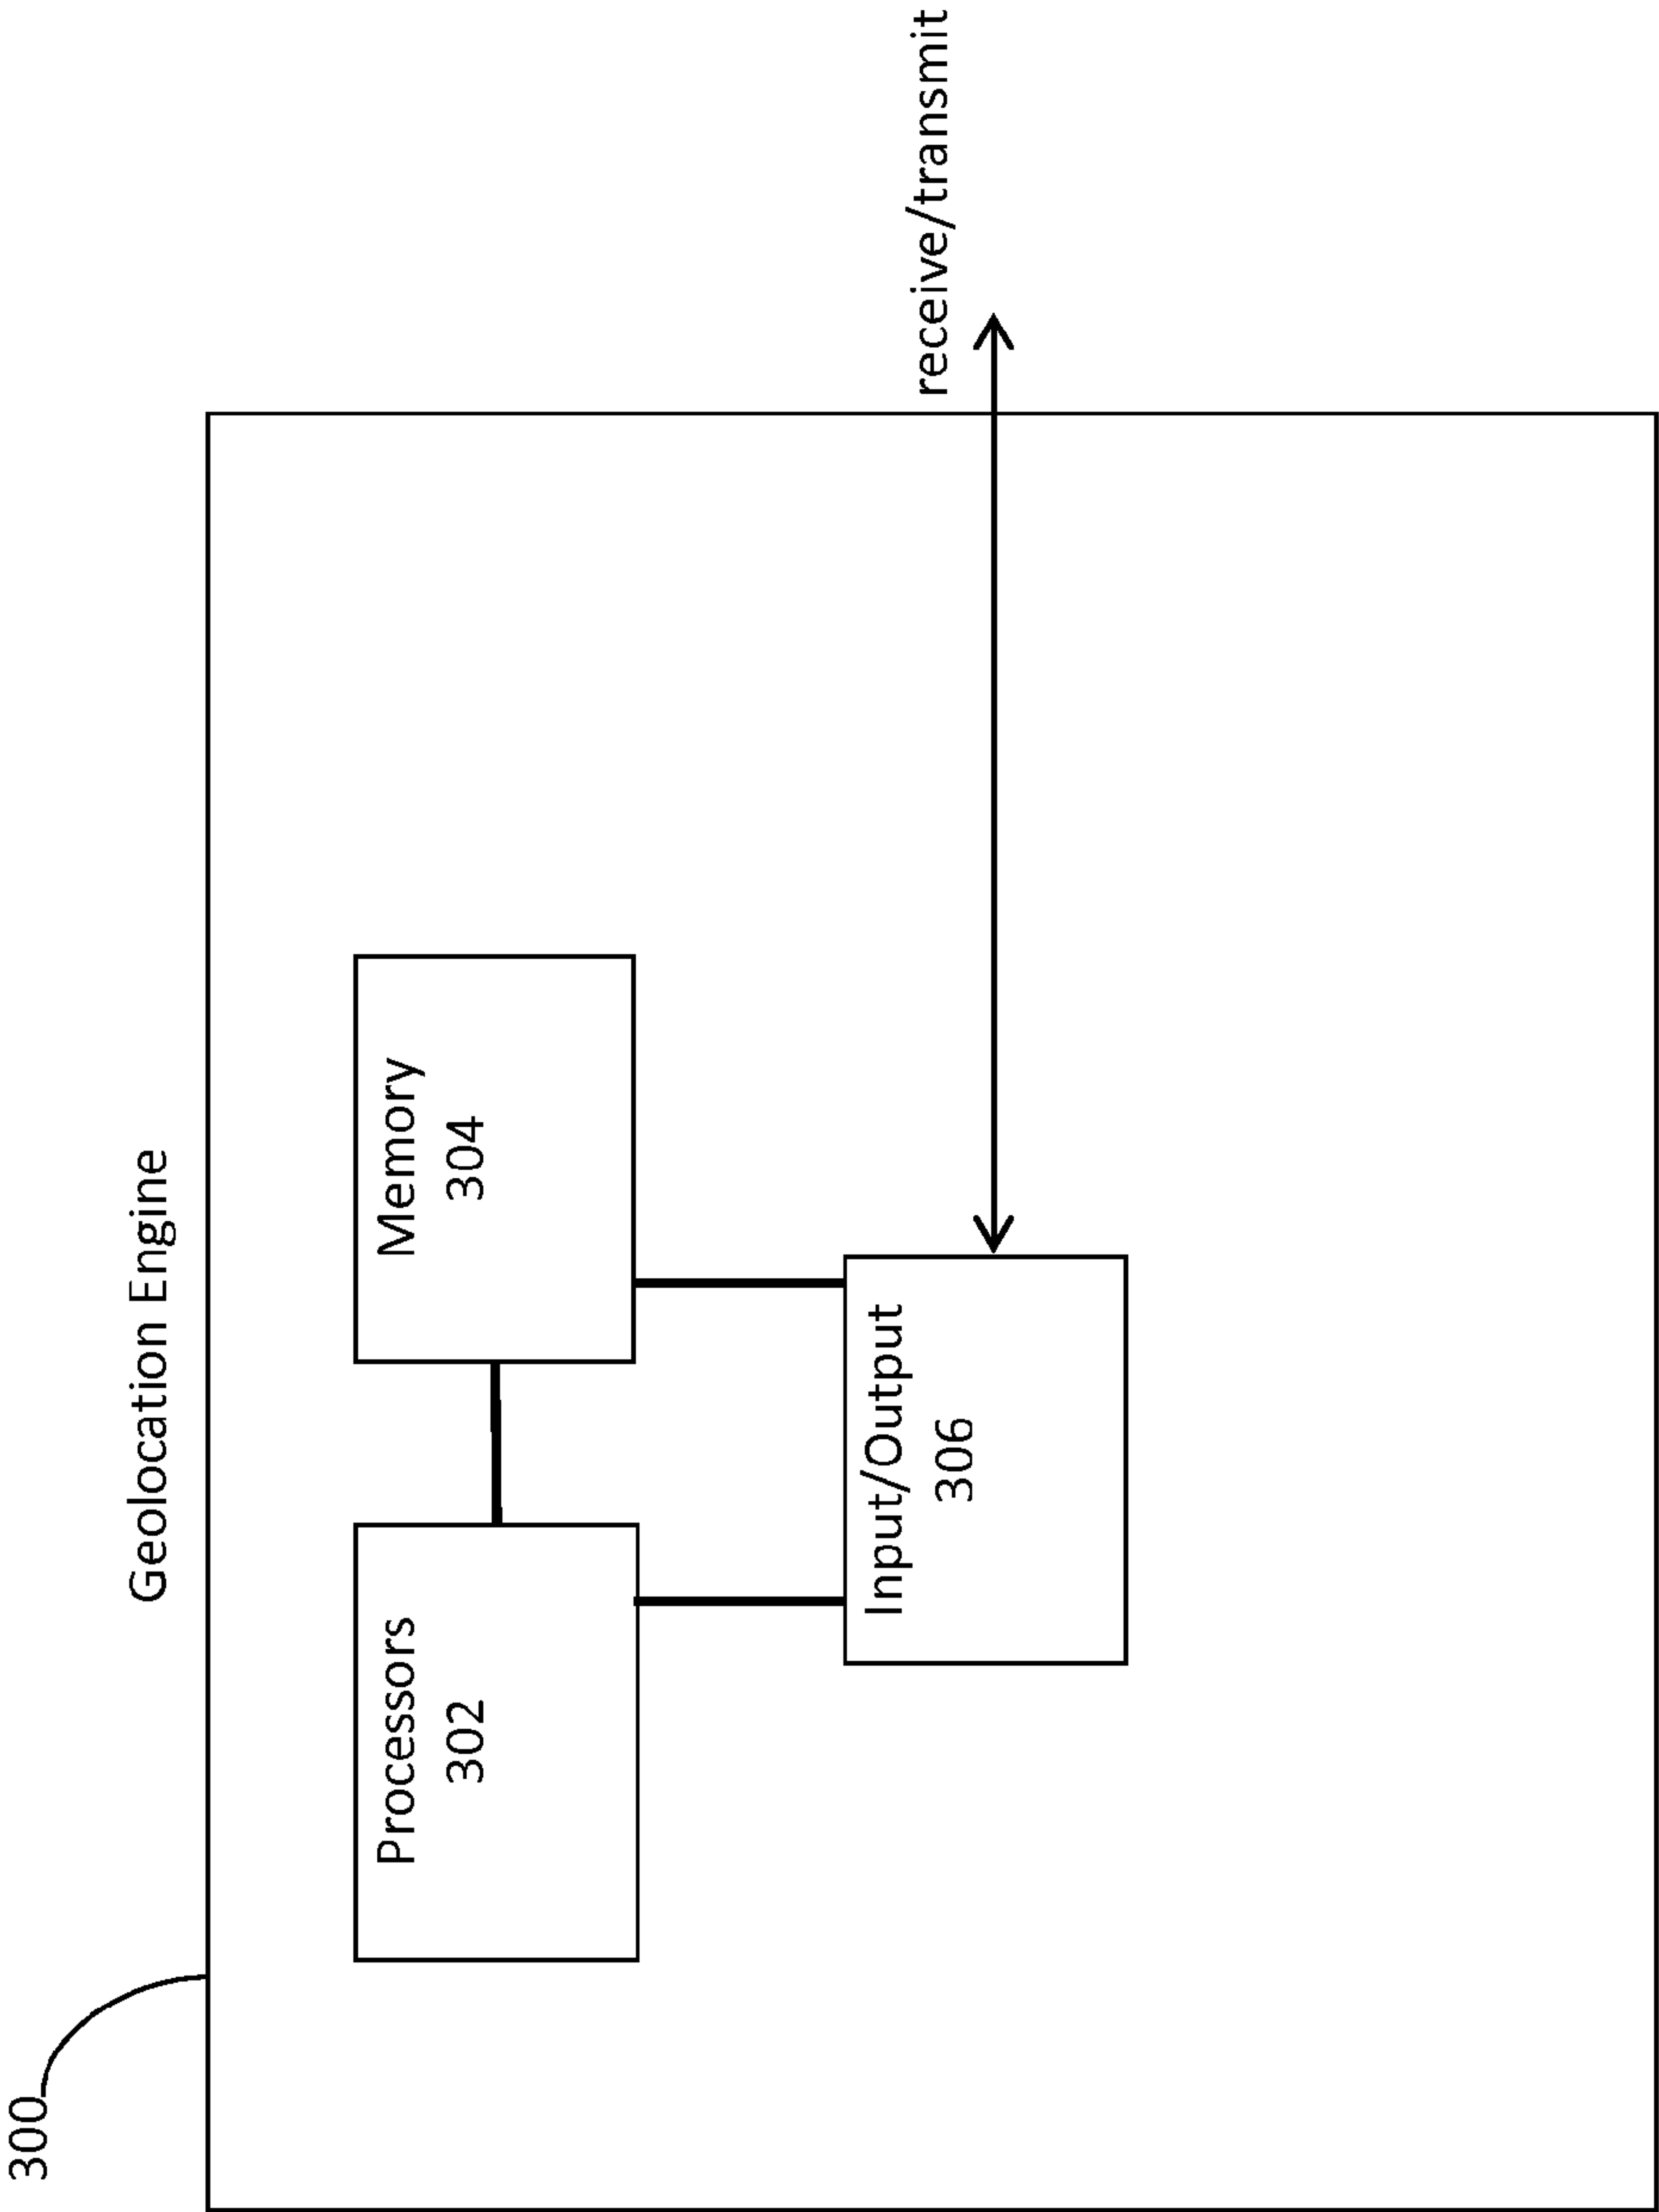 300
Geolocation Engine
Processors
302
Memory
304
Input/Output
306
receive/transmit